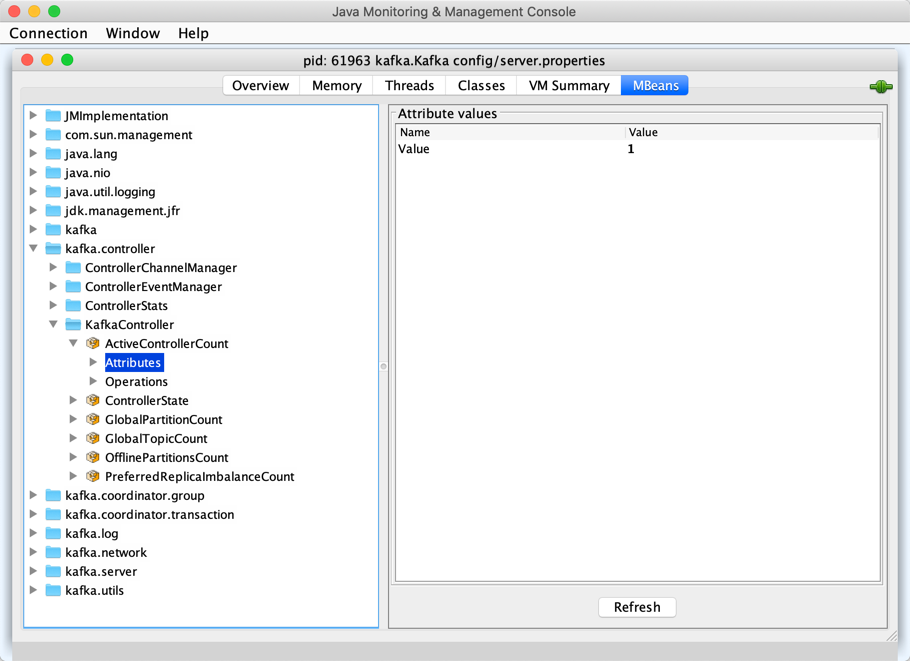 Java Monitoring & Management Console
Connection Window Help
pid: 61963 kafka.Kafka config/server.properties
Overview Memory Threads Classes VM Summary MBeans
JMImplementation
com.sun.management
java.lang
java.nio
java.util.logging
jdk.management.jfr
kafka
kafka.controller
ControllerChannelManager
ControllerEventManager
ControllerStats
KafkaController
ActiveControllerCount
Attributes
Operations
ControllerState
GlobalPartitionCount
GlobalTopicCount
OfflinePartitionsCount
PreferredReplicaImbalanceCount
kafka.coordinator.group
kafka.coordinator.transaction
kafka.log
kafka.network
kafka.server
kafka.utils
Attribute values
Name Value
Value 1
Refresh